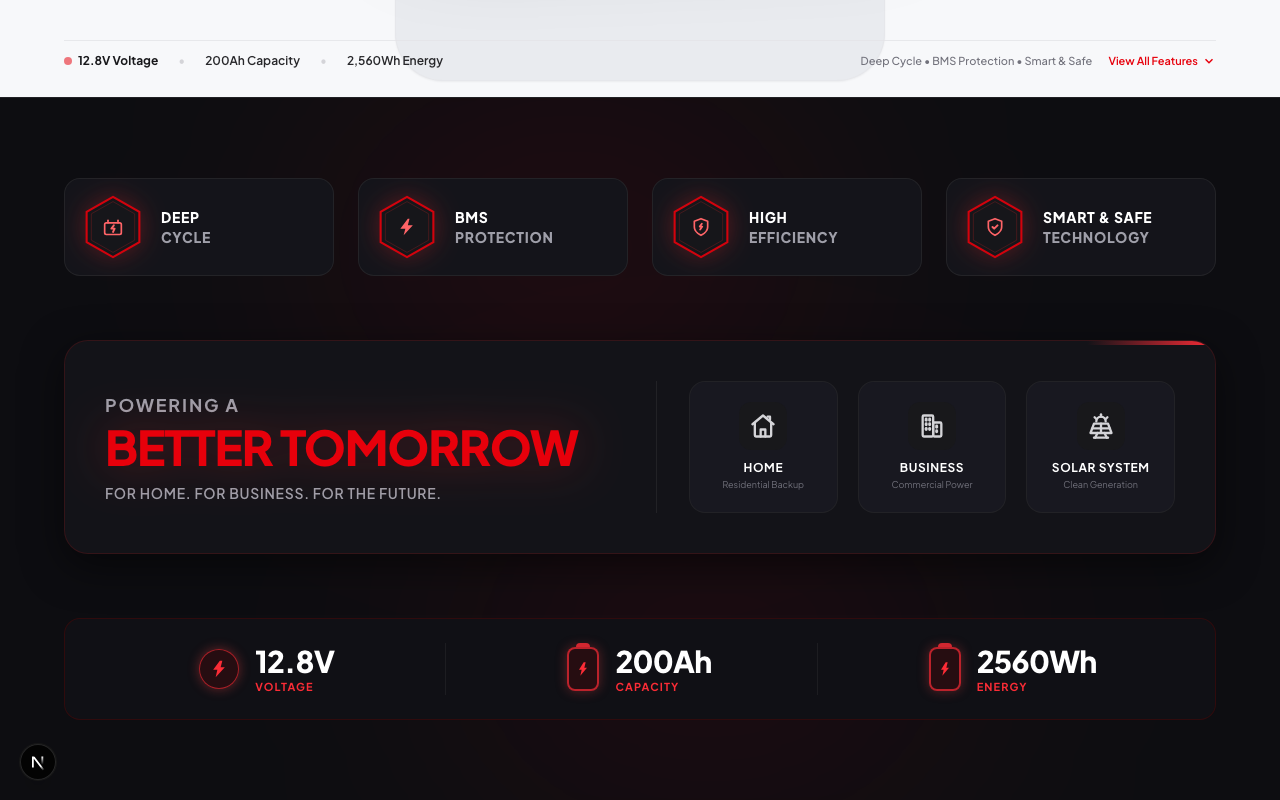 12.8V Voltage • 200Ah Capacity • 2,560Wh Energy
Deep Cycle • BMS Protection • Smart & Safe
View All Features
DEEP
CYCLE
BMS
PROTECTION
HIGH
EFFICIENCY
SMART & SAFE
TECHNOLOGY
POWERING A
BETTER TOMORROW
FOR HOME. FOR BUSINESS. FOR THE FUTURE.
HOME
Residential Backup
BUSINESS
Commercial Power
SOLAR SYSTEM
Clean Generation
12.8V
VOLTAGE
200Ah
CAPACITY
2560Wh
ENERGY
N